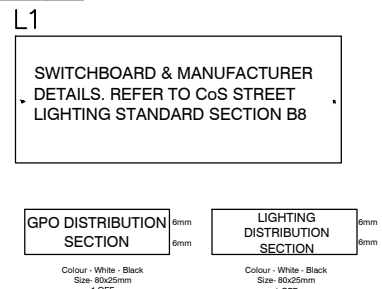 L1
SWITCHBOARD & MANUFACTURER
DETAILS. REFER TO CoS STREET
LIGHTING STANDARD SECTION B8
GPO DISTRIBUTION
SECTION
6mm
6mm
Colour - White - Black
Size- 80x25mm
LIGHTING
DISTRIBUTION
SECTION
6mm
6mm
Colour - White - Black
Size- 80x25mm